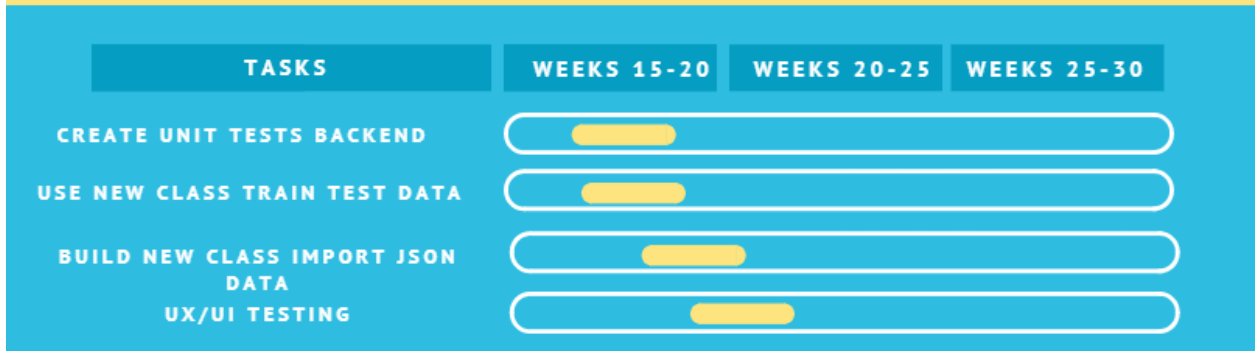 TASKS WEEKS 15-20 WEEKS 20-25 WEEKS 25-30
CREATE UNIT TESTS BACKEND
USE NEW CLASS TRAIN TEST DATA
BUILD NEW CLASS IMPORT JSON
DATA
UX/UI TESTING